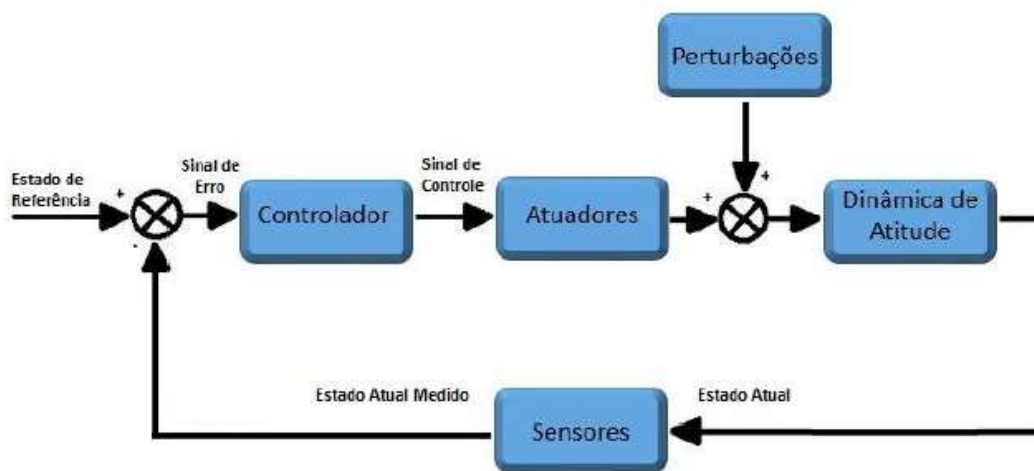 Perturbações
Estado de
Referência
+
Sinal de
Erro
Controlador
Sinal de
Controle
Atuadores
+
+
Dinâmica de
Atitude
-
Estado Atual Medido
Sensores
Estado Atual